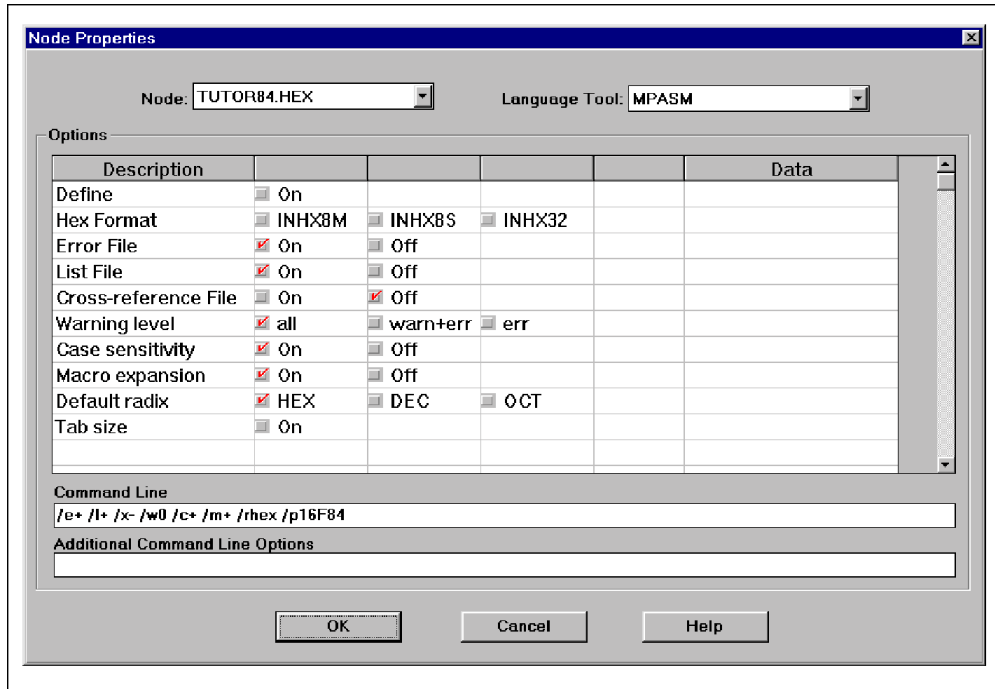 Node Properties
Node: TUTOR84.HEX Language Tool: MPASM
Options
Description Data
Define On
Hex Format INHX8M INHX8S INHX32
Error File On Off
List File On Off
Cross-reference File On Off
Warning level all warn+err err
Case sensitivity On Off
Macro expansion On Off
Default radix HEX DEC OCT
Tab size On
Command Line
/e+ /l+ /x- /w0 /c+ /m+ /rhex /p16F84
Additional Command Line Options
OK Cancel Help